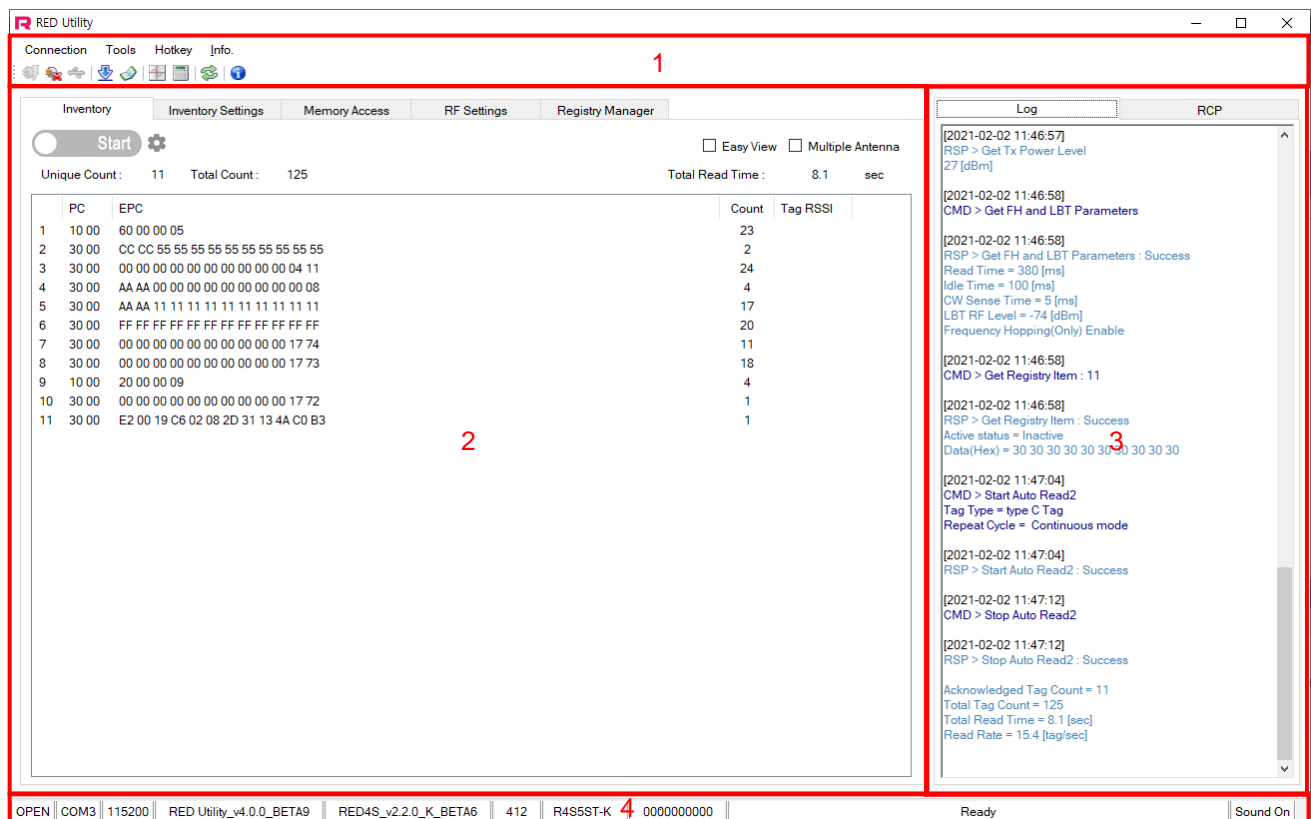 RED Utility
Connection Tools Hotkey Info.
1
Inventory Inventory Settings Memory Access RF Settings Registry Manager
Start
Easy View Multiple Antenna
Unique Count : 11 Total Count : 125 Total Read Time : 8.1 sec
PC EPC Count Tag RSSI
1 10 00 60 00 00 05 23
2 30 00 CC CC 55 55 55 55 55 55 55 55 55 55 2
3 30 00 00 00 00 00 00 00 00 00 00 00 04 11 24
4 30 00 AA AA 00 00 00 00 00 00 00 00 00 08 4
5 30 00 AA AA 11 11 11 11 11 11 11 11 11 11 17
6 30 00 FF FF FF FF FF FF FF FF FF FF FF FF 20
7 30 00 00 00 00 00 00 00 00 00 00 00 17 74 11
8 30 00 00 00 00 00 00 00 00 00 00 00 17 73 18
9 10 00 20 00 00 09 4
10 30 00 00 00 00 00 00 00 00 00 00 00 17 72 1
11 30 00 E2 00 19 C6 02 08 2D 31 13 4A C0 B3 1
2
Log RCP
[2021-02-02 11:46:57]
RSP > Get Tx Power Level
27 [dBm]
[2021-02-02 11:46:58]
CMD > Get FH and LBT Parameters
[2021-02-02 11:46:58]
RSP > Get FH and LBT Parameters : Success
Read Time = 380 [ms]
Idle Time = 100 [ms]
CW Sense Time = 5 [ms]
LBT RF Level = -74 [dBm]
Frequency Hopping(Only) Enable
[2021-02-02 11:46:58]
CMD > Get Registry Item : 11
[2021-02-02 11:46:58]
RSP > Get Registry Item : Success
Active status = Inactive
3
Data(Hex) = 30 30 30 30 30 30 30 30 30 30
[2021-02-02 11:47:04]
CMD > Start Auto Read2
Tag Type = type C Tag
Repeat Cycle = Continuous mode
[2021-02-02 11:47:04]
RSP > Start Auto Read2 : Success
[2021-02-02 11:47:12]
CMD > Stop Auto Read2
[2021-02-02 11:47:12]
RSP > Stop Auto Read2 : Success
Acknowledged Tag Count = 11
Total Tag Count = 125
Total Read Time = 8.1 [sec]
Read Rate = 15.4 [tag/sec]
OPEN COM3 115200 RED Utility_v4.0.0_BETA9 RED4S_v2.2.0_K_BETA6 412 R4S5ST-K 4 0000000000 Ready Sound On